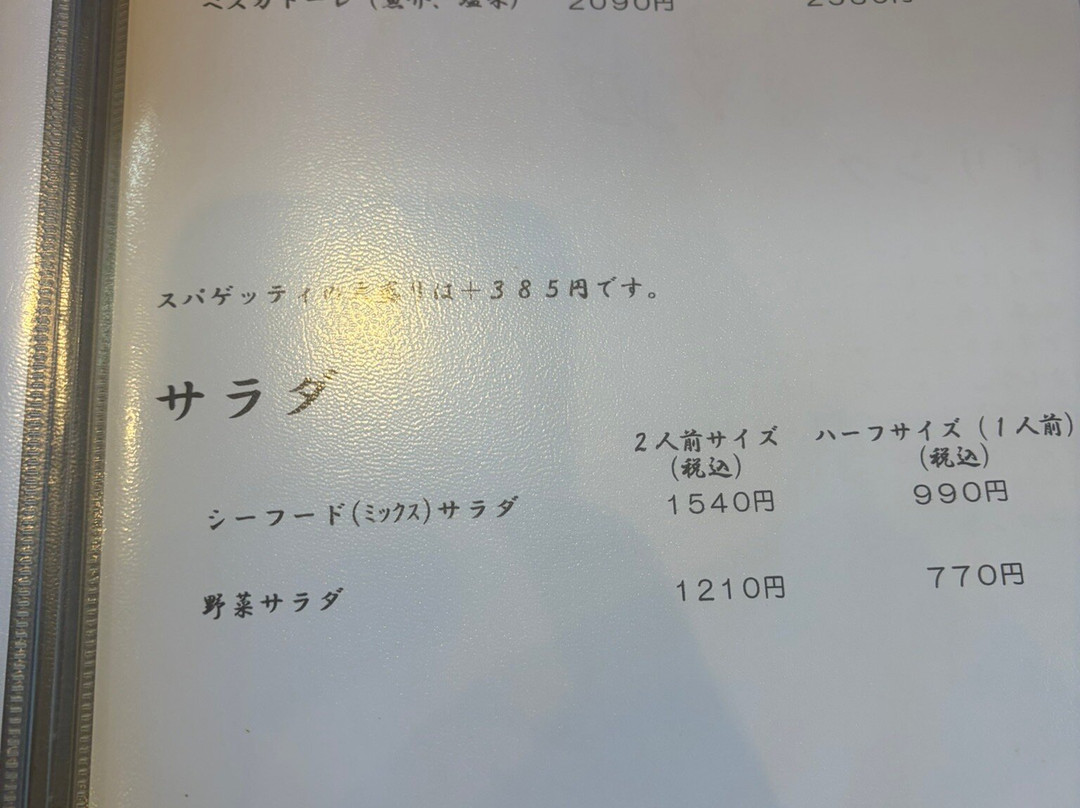 スパゲッティの大盛りは+385円です。
サラダ
2人前サイズ ハーフサイズ(1人前)
(税込) (税込)
シーフード(ミックス)サラダ 1540円 990円
野菜サラダ 1210円 770円